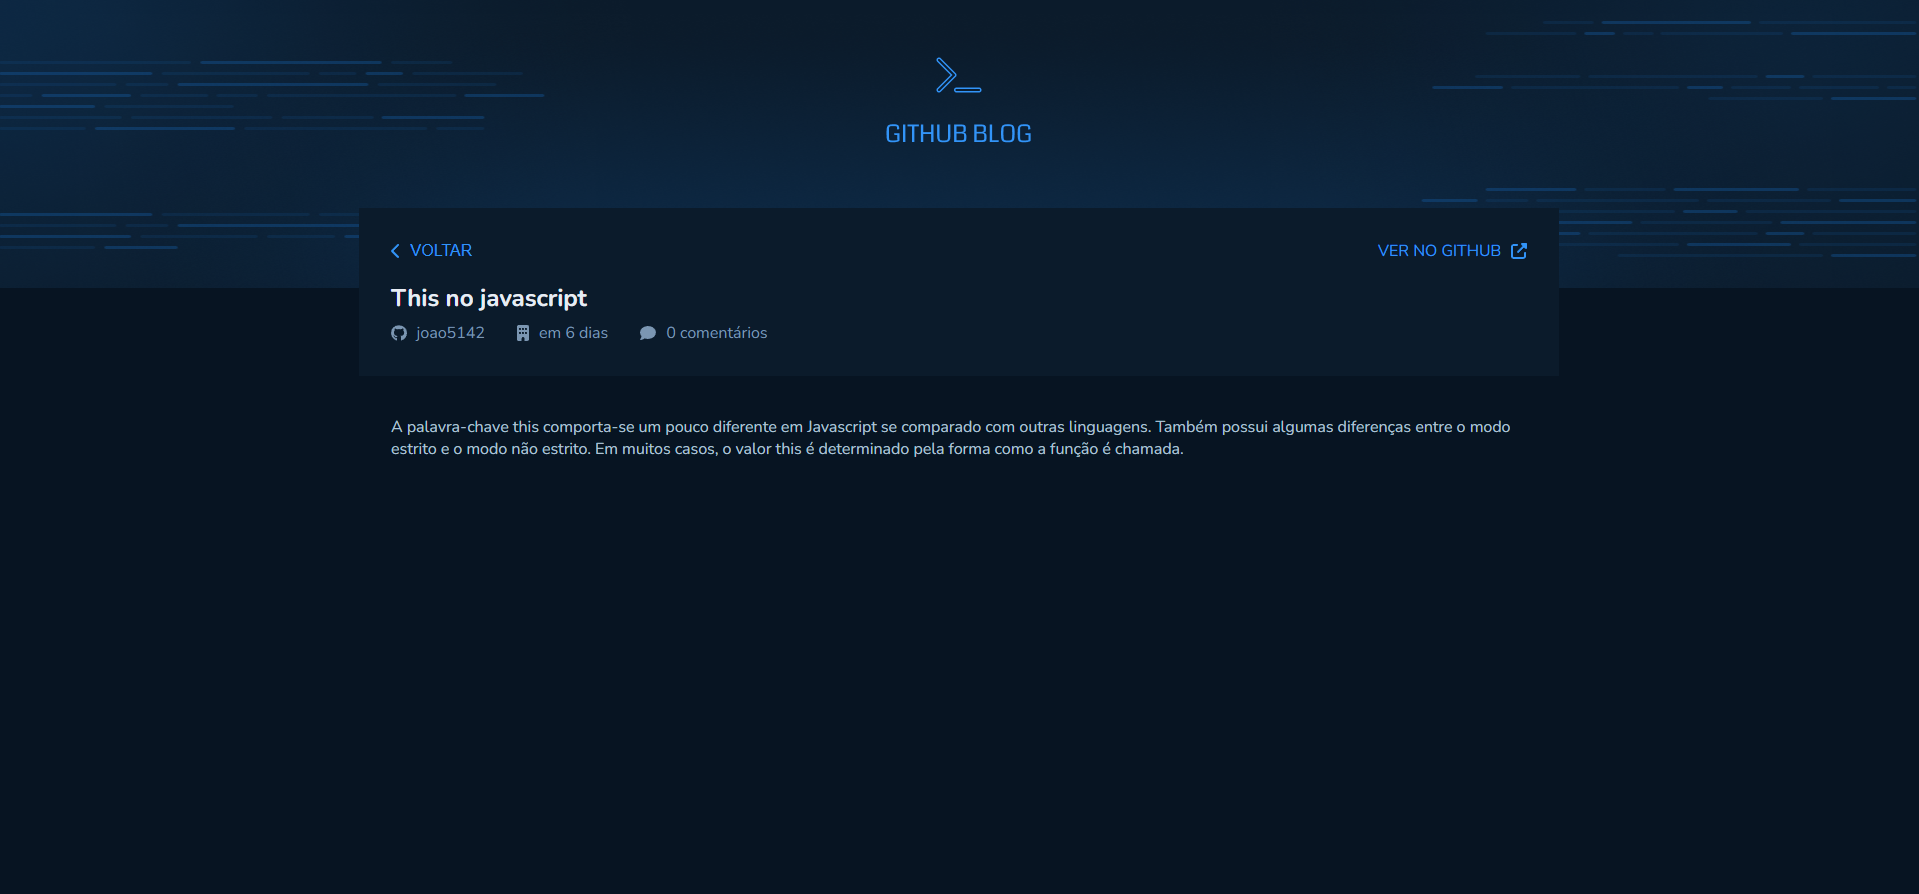 GITHUB BLOG
VOLTAR
VER NO GITHUB
This no javascript
joao5142 em 6 dias 0 comentários
A palavra-chave this comporta-se um pouco diferente em Javascript se comparado com outras linguagens. Também possui algumas diferenças entre o modo
estrito e o modo não estrito. Em muitos casos, o valor this é determinado pela forma como a função é chamada.